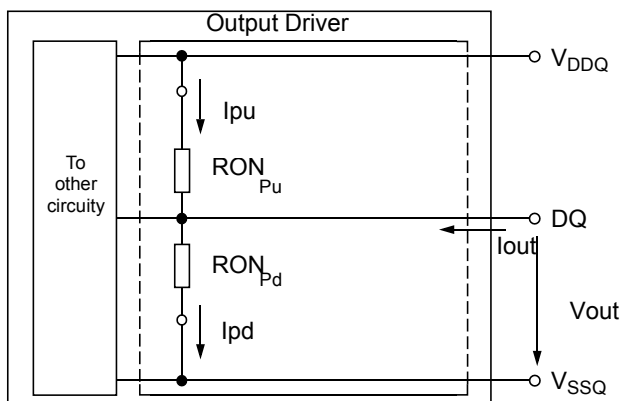 Output Driver
VDDQ
Ipu
To
other
circuity
RONPu
DQ
Iout
RONPd
Vout
Ipd
VSSQ